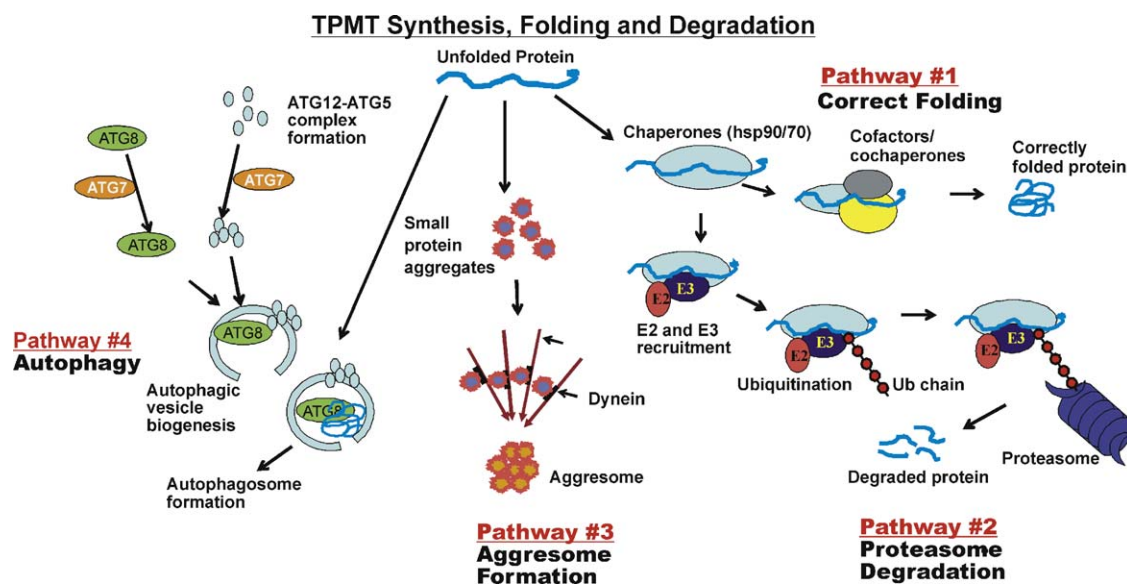 TPMT Synthesis, Folding and Degradation
Unfolded Protein
Pathway #1
Correct Folding
ATG12-ATG5
complex
formation
ATG8
ATG7
ATG7
ATG8
Chaperones (hsp90/70)
Cofactors/
cochaperones
Correctly
folded protein
Small
protein
aggregates
E2
E3
E2 and E3
recruitment
Pathway #4
Autophagy
ATG8
Autophagic
vesicle
biogenesis
ATG8
Autophagosome
formation
Dynein
Aggresome
Pathway #3
Aggresome
Formation
E3
E2
Ubiquitination
Ub chain
E3
E2
Degraded protein
Proteasome
Pathway #2
Proteasome
Degradation